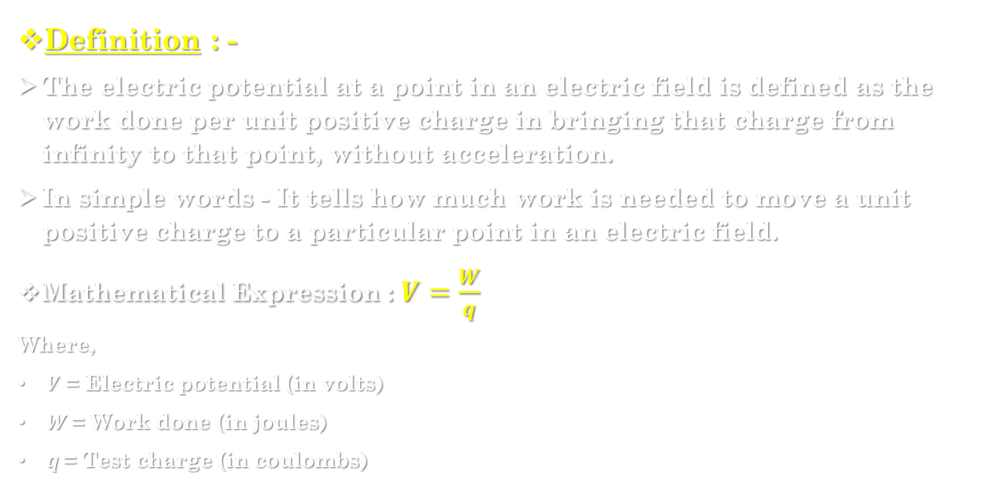 ❖Definition : -
➢ The electric potential at a point in an electric field is defined as the
work done per unit positive charge in bringing that charge from
infinity to that point, without acceleration.
➢ In simple words - It tells how much work is needed to move a unit
positive charge to a particular point in an electric field.
❖Mathematical Expression : V = W/q
Where,
• V = Electric potential (in volts)
• W = Work done (in joules)
• q = Test charge (in coulombs)